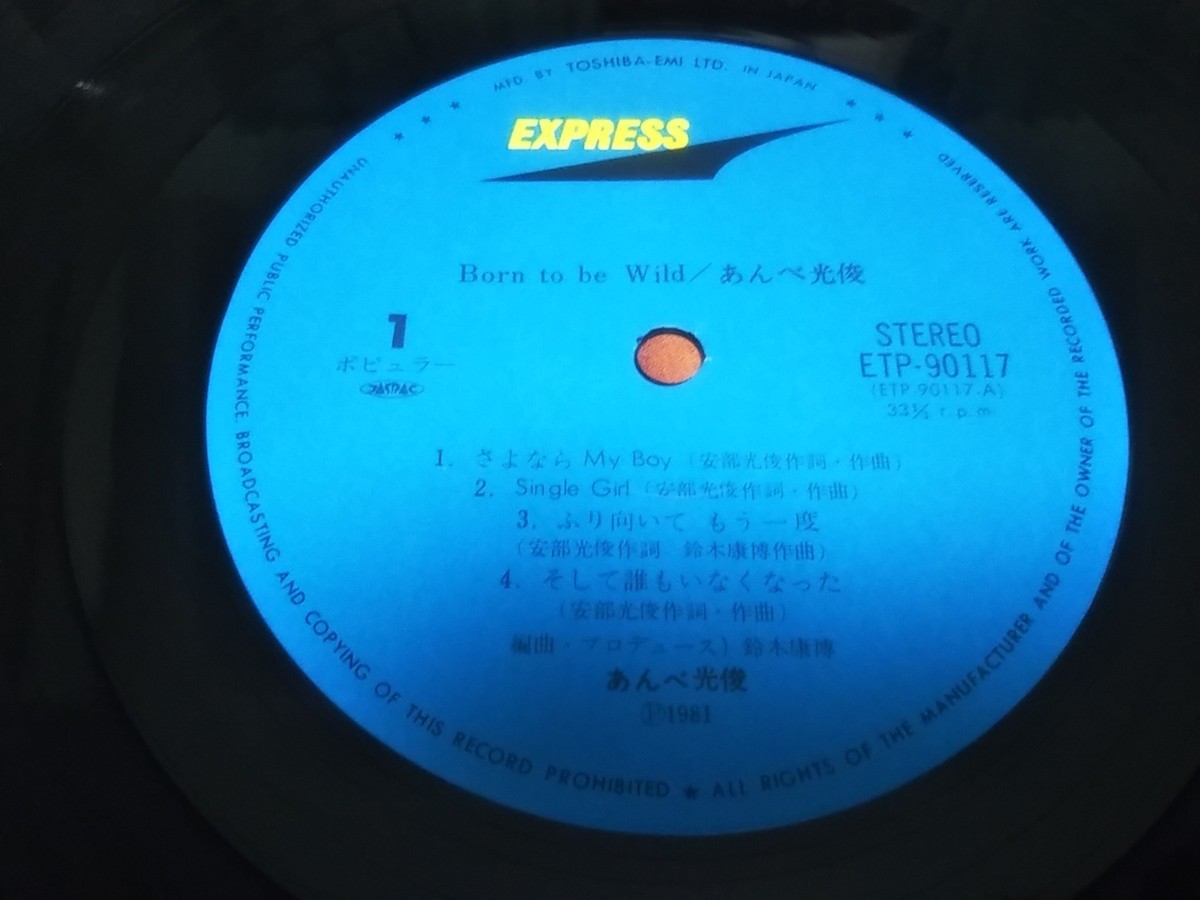 MFD BY TOSHIBA-EMI LTD. IN JAPAN
★ ★ ★
★ ★ ★
EXPRESS
Born to be Wild/あんべ光俊
1
ポピュラー
JASRAC
STEREO
ETP-90117
(ETP-90117-A)
33⅓ r.p.m.
1. さよなら My Boy (安部光俊作詞・作曲)
2. Single Girl (安部光俊作詞・作曲)
3. ふり向いて もう一度
(安部光俊作詞 鈴木康博作曲)
4. そして誰もいなくなった
(安部光俊作詞・作曲)
編曲・プロデュース) 鈴木康博
あんべ光俊
Ⓟ1981
UNAUTHORIZED PUBLIC PERFORMANCE. BROADCASTING AND COPYING OF THIS RECORD PROHIBITED ★ ALL RIGHTS OF THE MANUFACTURER AND OF THE OWNER OF THE RECORDED WORK ARE RESERVED